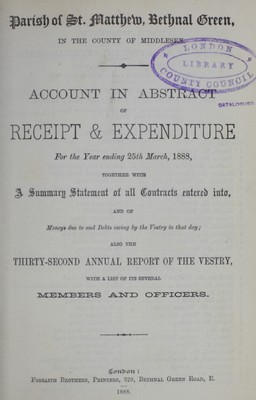 Parish of St. Matthew, Bethnal Green,
IN THE COUNTY OF MIDDLESEX.
LONDON
LIBRARY
COUNTY COUNCIL
CATALOGUED
ACCOUNT IN ABSTRACT
OF
RECEIPT & EXPENDITURE
For the Year ending 25th March, 1888,
TOGETHER WITH
A Summary Statement of all Contracts entered into,
AND OF
Moneys due to and Debts owing by the Vestry to that day;
ALSO THE
THIRTY-SECOND ANNUAL REPORT OF THE VESTRY,
WITH A LIST OF ITS SEVERAL
MEMBERS AND OFFICERS.
London:
FORSAITH BROTHERS, PRINTERS, 329, BETHNAL GREEN ROAD, E.
1888.